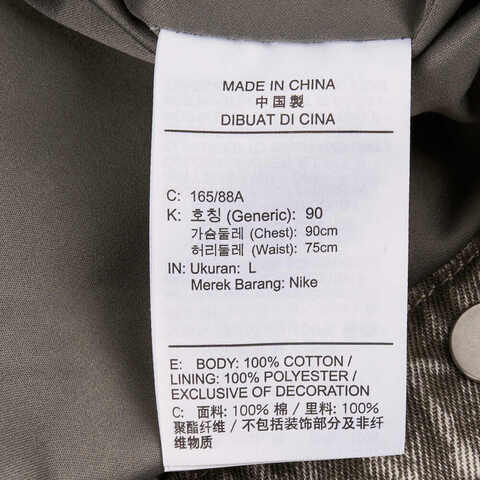 MADE IN CHINA
中国製
DIBUAT DI CINA
C: 165/88A
K: 호칭 (Generic): 90
가슴둘레 (Chest): 90cm
허리둘레 (Waist): 75cm
IN: Ukuran: L
Merek Barang: Nike
E: BODY: 100% COTTON /
LINING: 100% POLYESTER /
EXCLUSIVE OF DECORATION
C: 面料: 100% 棉 / 里料: 100%
聚酯纤维 / 不包括装饰部分及非纤
维物质